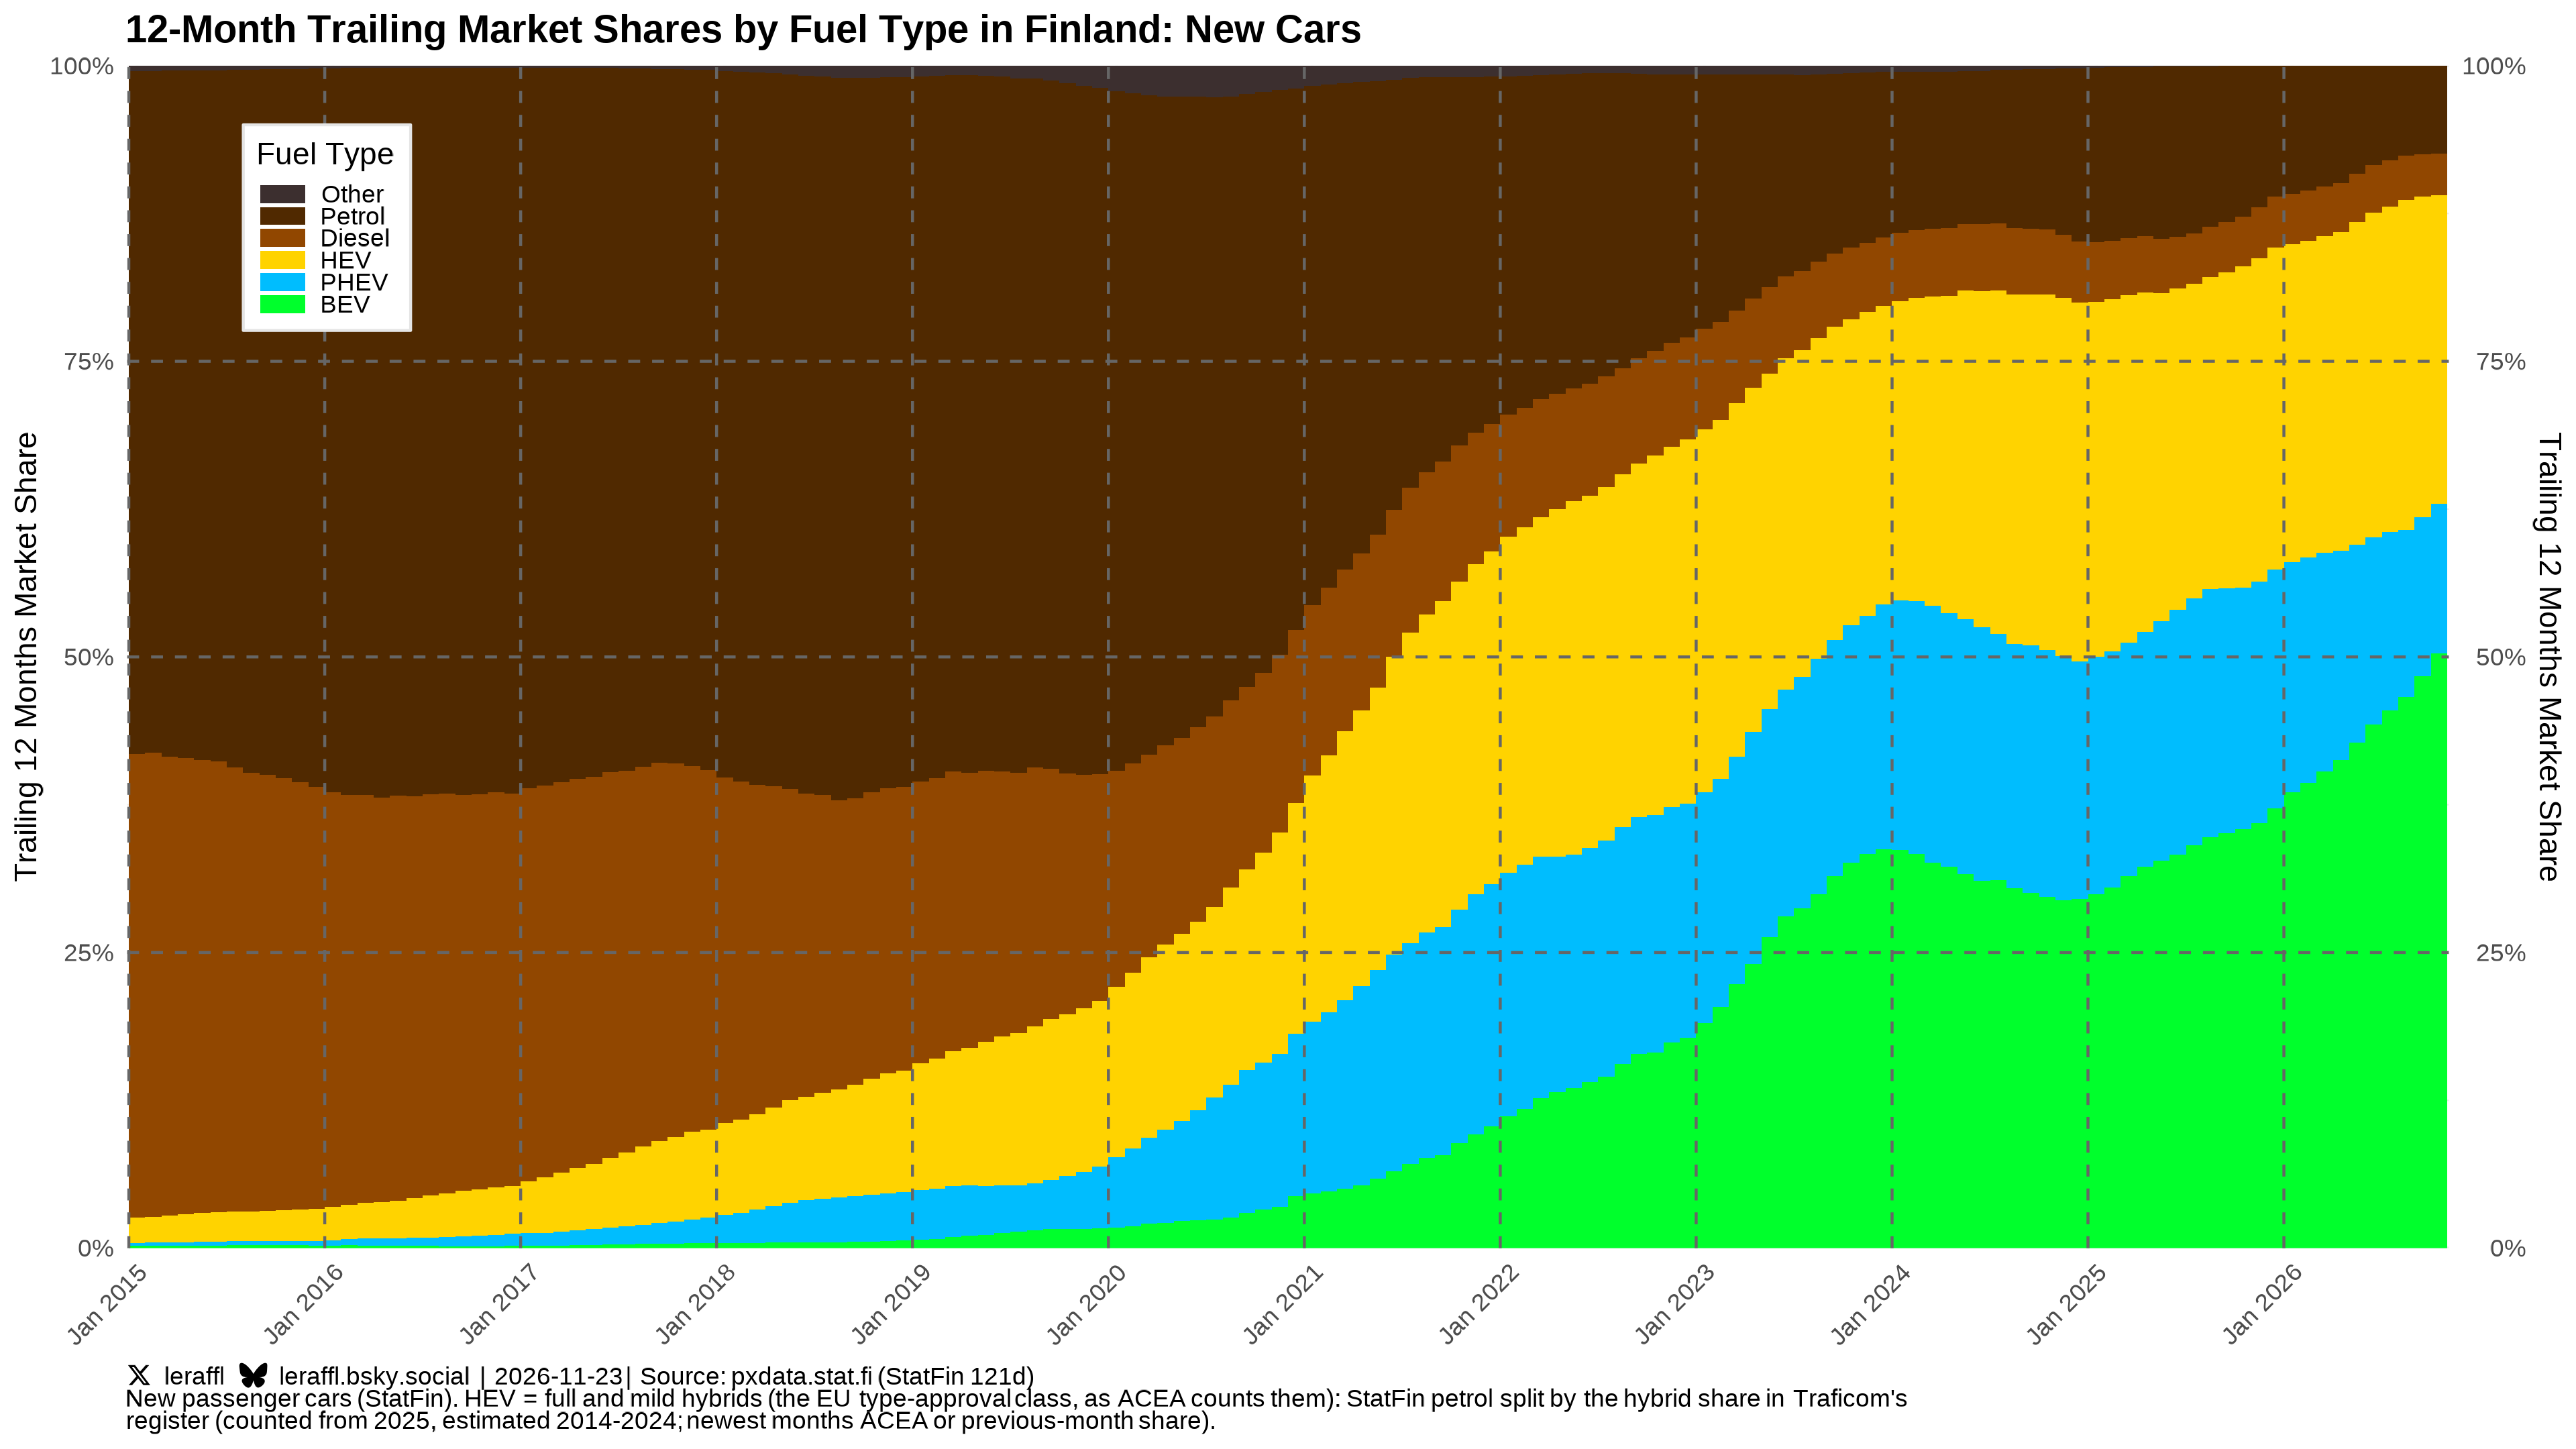 12-Month Trailing Market Shares by Fuel Type in Finland: New Cars
100%
100%
Fuel Type
Other
Petrol
Diesel
HEV
PHEV
BEV
75%
75%
Trailing 12 Months Market Share
Trailing 12 Months Market Share
50%
50%
25%
25%
0%
0%
Jan 2015
Jan 2016
Jan 2017
Jan 2018
Jan 2019
Jan 2020
Jan 2021
Jan 2022
Jan 2023
Jan 2024
Jan 2025
Jan 2026
leraffl leraffl.bsky.social | 2026-11-23| Source: pxdata.stat.fi (StatFin 121d)
New passenger cars (StatFin). HEV = full and mild hybrids (the EU type-approval class, as ACEA counts them): StatFin petrol split by the hybrid share in Traficom's
register (counted from 2025, estimated 2014-2024; newest months ACEA or previous-month share).